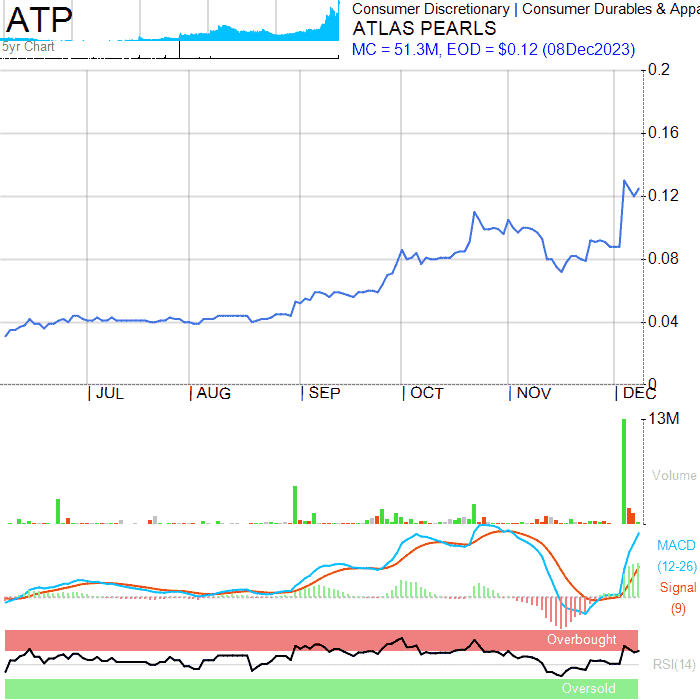 ATP
5yr Chart
Consumer Discretionary | Consumer Durables & Appa
ATLAS PEARLS
MC = 51.3M, EOD = $0.12 (08Dec2023)
0.2
0.16
0.12
0.08
0.04
0
JUL AUG SEP OCT NOV DEC
13M
Volume
MACD
(12-26)
Signal
(9)
Overbought
RSI(14)
Oversold